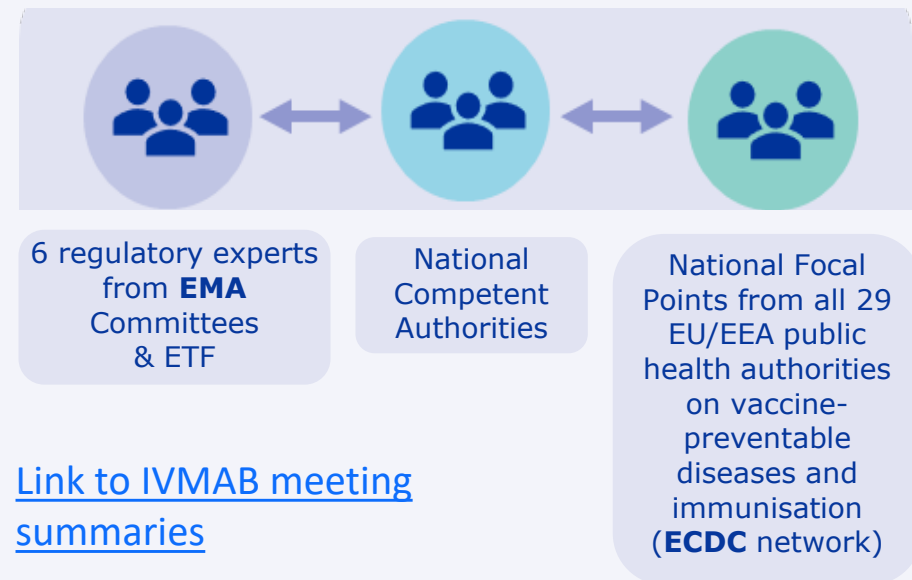 6 regulatory experts
from EMA
Committees
& ETF
National
Competent
Authorities
National Focal
Points from all 29
EU/EEA public
health authorities
on vaccine-
preventable
diseases and
immunisation
(ECDC network)
Link to IVMAB meeting
summaries